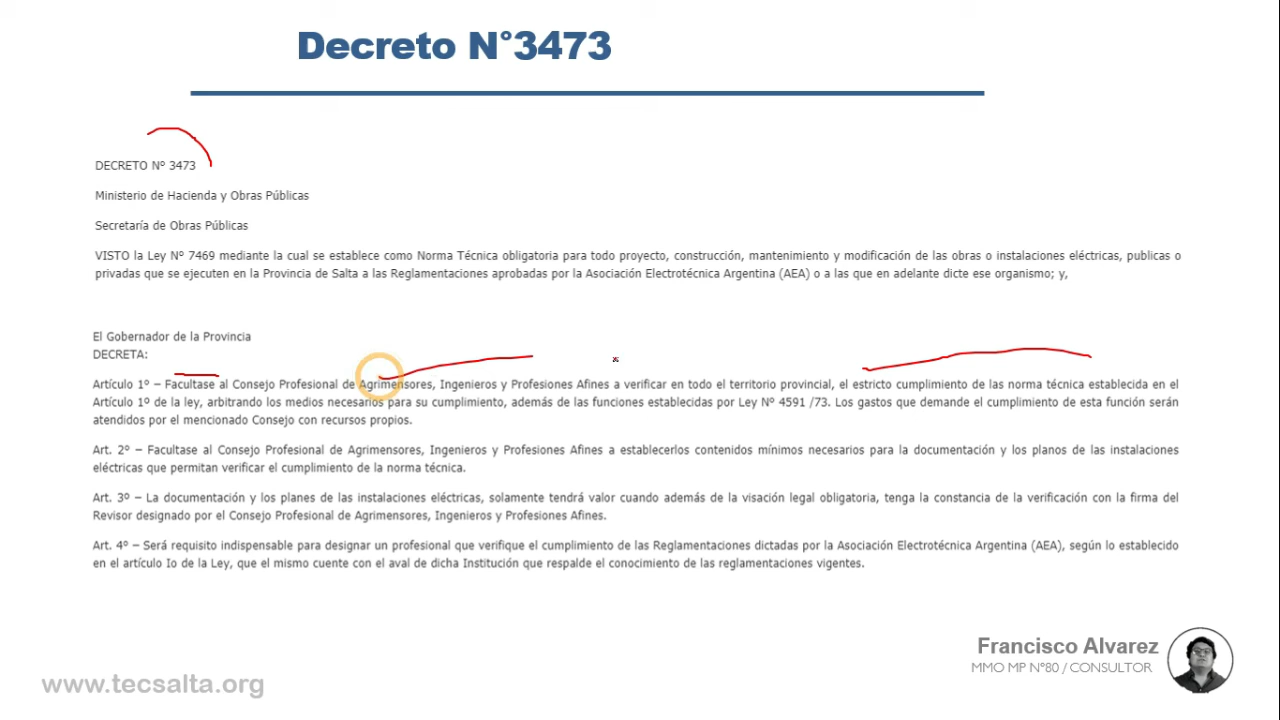 Decreto N°3473
DECRETO Nº 3473
Ministerio de Hacienda y Obras Públicas
Secretaría de Obras Públicas
VISTO la Ley Nº 7469 mediante la cual se establece como Norma Técnica obligatoria para todo proyecto, construcción, mantenimiento y modificación de las obras o instalaciones eléctricas, publicas o
privadas que se ejecuten en la Provincia de Salta a las Reglamentaciones aprobadas por la Asociación Electrotécnica Argentina (AEA) o a las que en adelante dicte ese organismo; y,
El Gobernador de la Provincia
DECRETA:
Artículo 1º – Facultase al Consejo Profesional de Agrimensores, Ingenieros y Profesiones Afines a verificar en todo el territorio provincial, el estricto cumplimiento de las norma técnica establecida en el
Artículo 1º de la ley, arbitrando los medios necesarios para su cumplimiento, además de las funciones establecidas por Ley Nº 4591 /73. Los gastos que demande el cumplimiento de esta función serán
atendidos por el mencionado Consejo con recursos propios.
Art. 2º – Facultase al Consejo Profesional de Agrimensores, Ingenieros y Profesiones Afines a establecerlos contenidos mínimos necesarios para la documentación y los planos de las instalaciones
eléctricas que permitan verificar el cumplimiento de la norma técnica.
Art. 3º – La documentación y los planes de las instalaciones eléctricas, solamente tendrá valor cuando además de la visación legal obligatoria, tenga la constancia de la verificación con la firma del
Revisor designado por el Consejo Profesional de Agrimensores, Ingenieros y Profesiones Afines.
Art. 4º – Será requisito indispensable para designar un profesional que verifique el cumplimiento de las Reglamentaciones dictadas por la Asociación Electrotécnica Argentina (AEA), según lo establecido
en el artículo Io de la Ley, que el mismo cuente con el aval de dicha Institución que respalde el conocimiento de las reglamentaciones vigentes.
Francisco Alvarez
MMO MP Nº80 / CONSULTOR
www.tecsalta.org